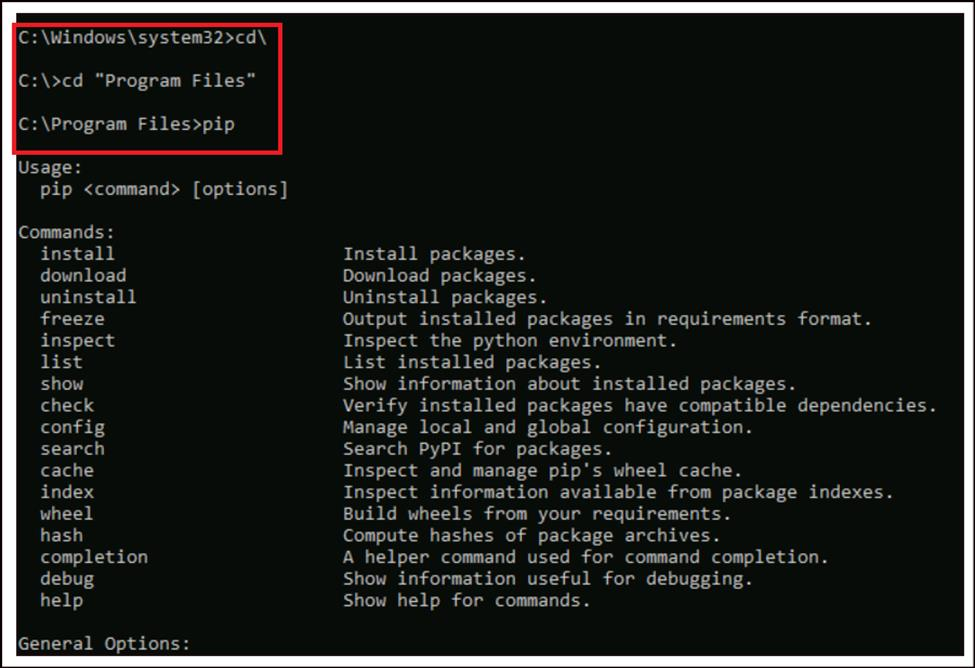 C:\Windows\system32>cd\
C:\>cd "Program Files"
C:\Program Files>pip
Usage:
  pip <command> [options]
Commands:
  install                     Install packages.
  download                    Download packages.
  uninstall                   Uninstall packages.
  freeze                      Output installed packages in requirements format.
  inspect                     Inspect the python environment.
  list                        List installed packages.
  show                        Show information about installed packages.
  check                       Verify installed packages have compatible dependencies.
  config                      Manage local and global configuration.
  search                      Search PyPI for packages.
  cache                       Inspect and manage pip's wheel cache.
  index                       Inspect information available from package indexes.
  wheel                       Build wheels from your requirements.
  hash                        Compute hashes of package archives.
  completion                  A helper command used for command completion.
  debug                       Show information useful for debugging.
  help                        Show help for commands.
General Options: